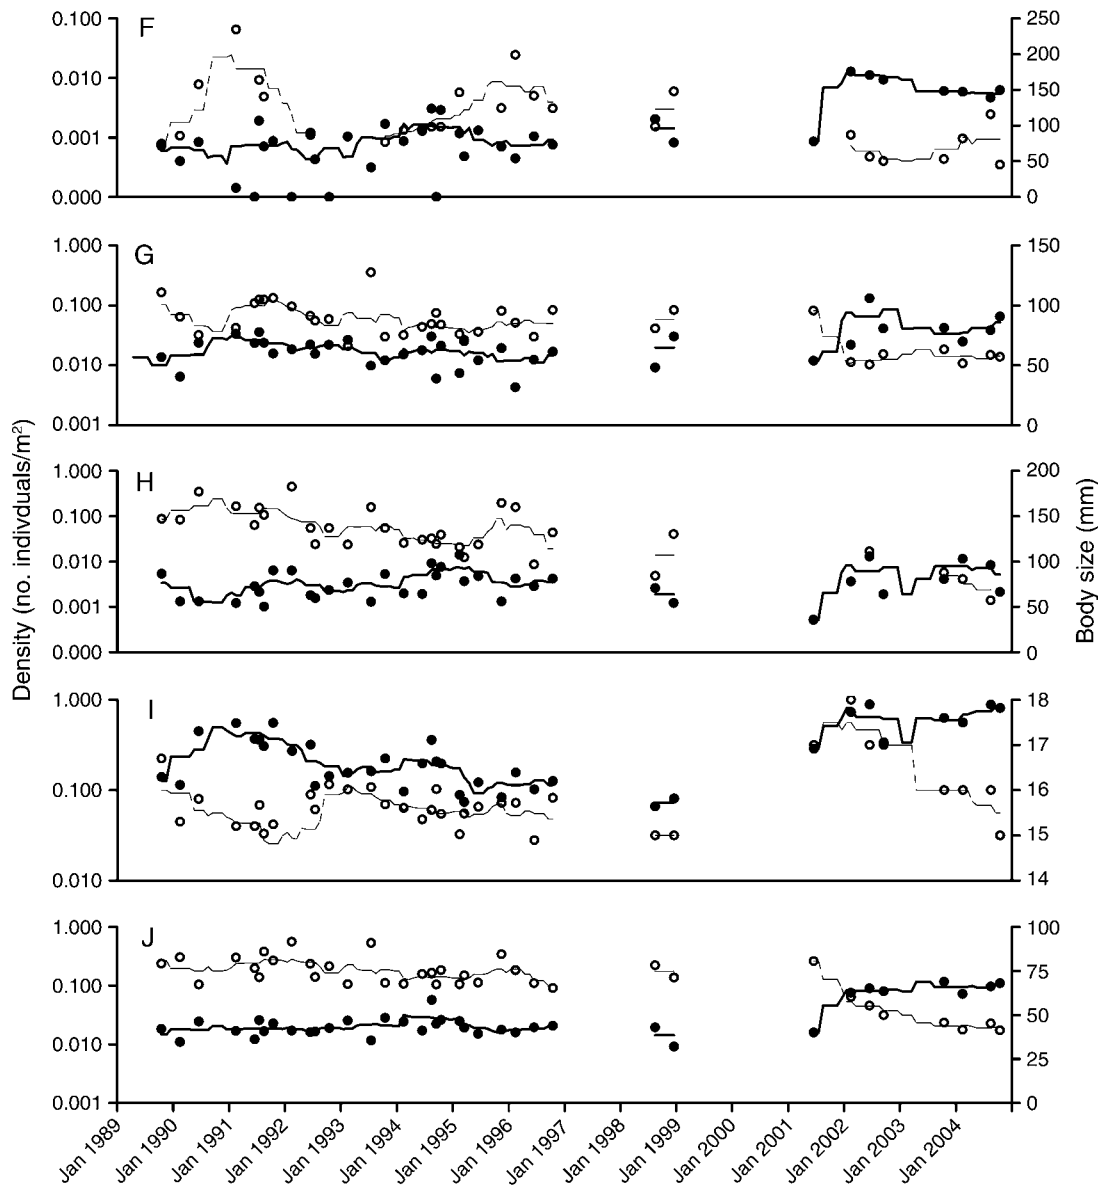 F
0.100
0.010
0.001
0.000
250
200
150
100
50
0
G
1.000
0.100
0.010
0.001
150
100
50
0
H
1.000
0.100
0.010
0.001
0.000
200
150
100
50
0
I
1.000
0.100
0.010
18
17
16
15
14
J
1.000
0.100
0.010
0.001
100
75
50
25
0
Density (no. indivduals/m²)
Body size (mm)
Jan 1989
Jan 1990
Jan 1991
Jan 1992
Jan 1993
Jan 1994
Jan 1995
Jan 1996
Jan 1997
Jan 1998
Jan 1999
Jan 2000
Jan 2001
Jan 2002
Jan 2003
Jan 2004